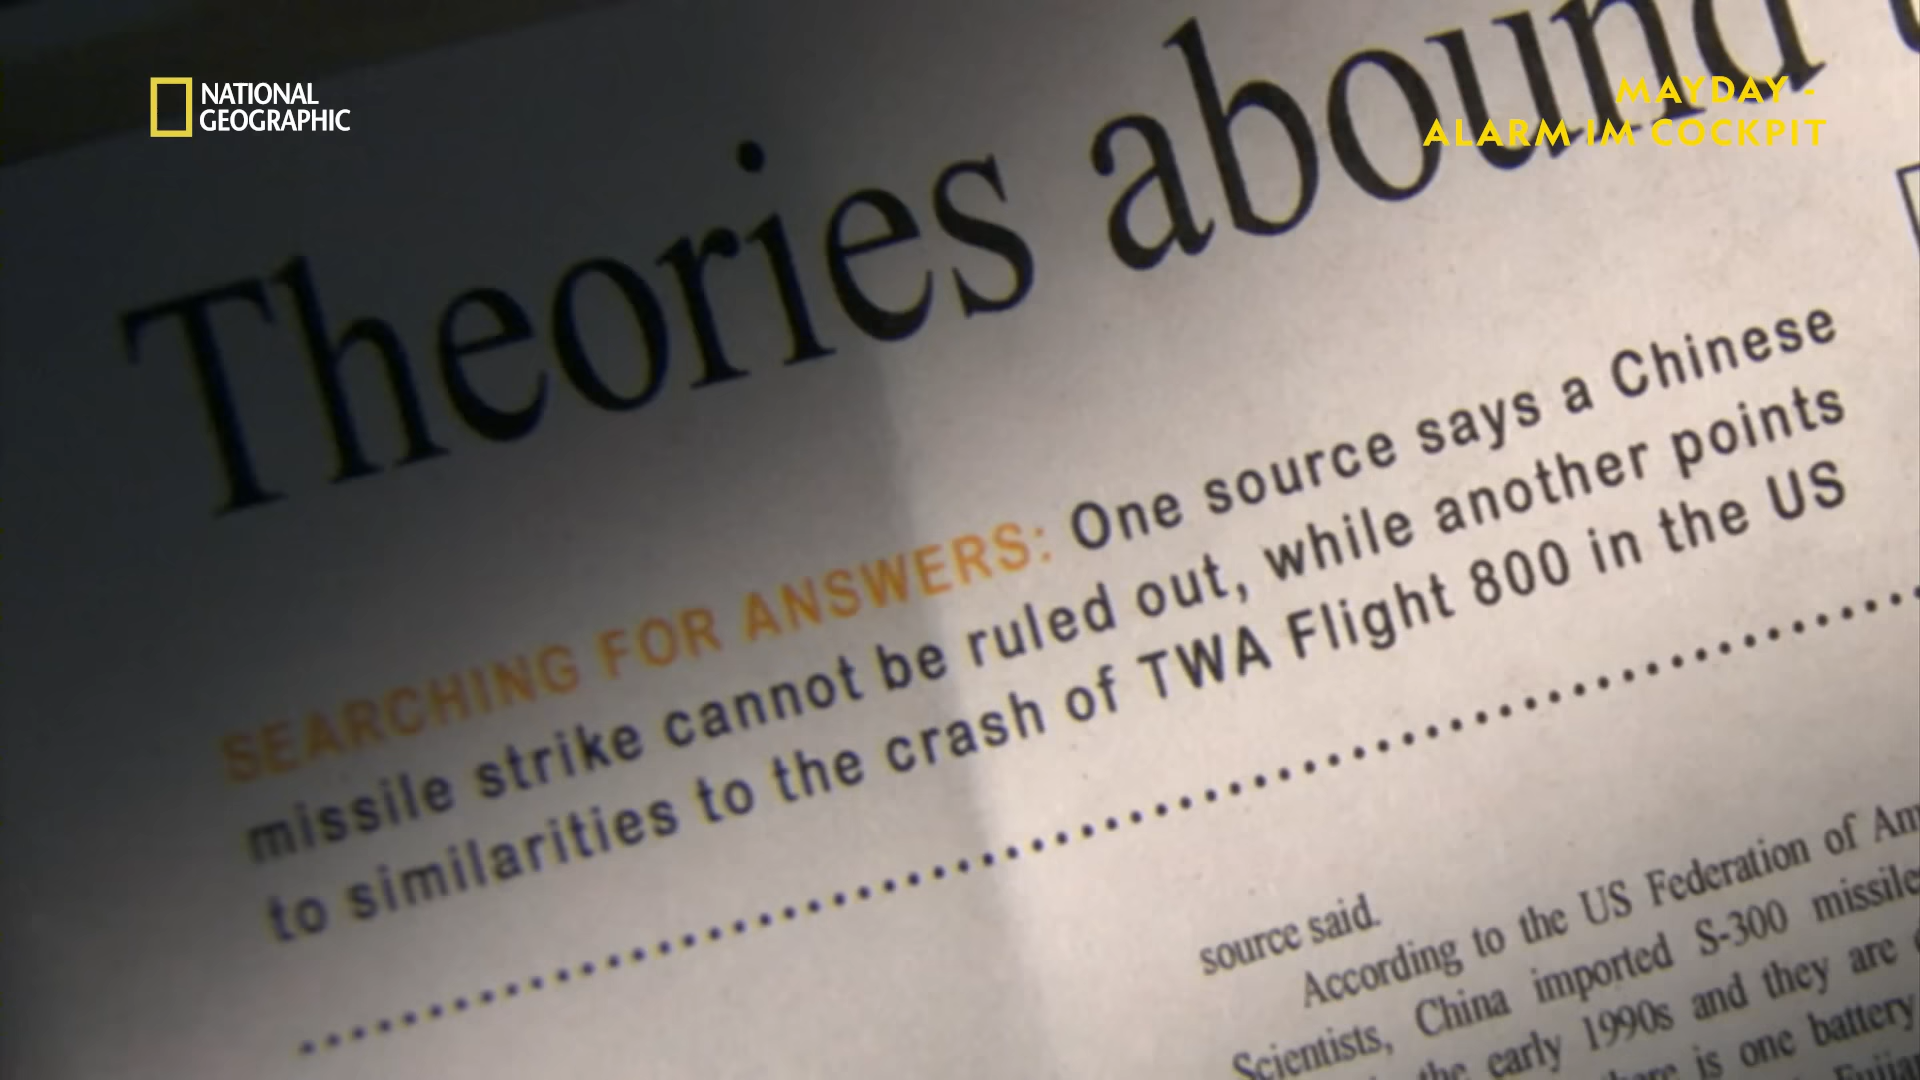 NATIONAL
GEOGRAPHIC
MAYDAY -
ALARM IM COCKPIT
Theories abound
SEARCHING FOR ANSWERS: One source says a Chinese
missile strike cannot be ruled out, while another points
to similarities to the crash of TWA Flight 800 in the US
source said.
According to the US Federation of
Scientists, China imported S-300 missile
the early 1990s and they are
is one battery